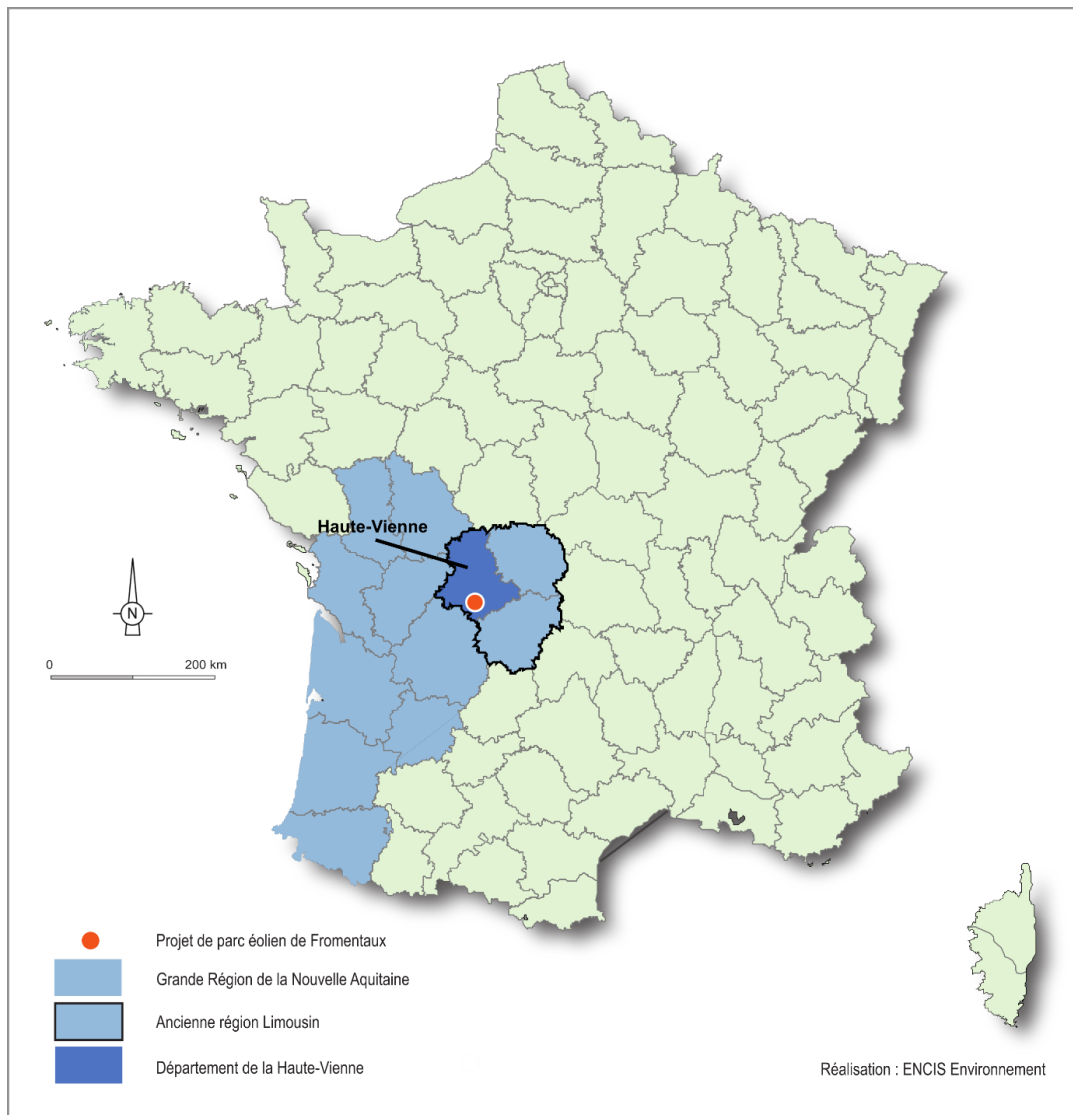 Haute-Vienne
N
0 200 km
Projet de parc éolien de Fromentaux
Grande Région de la Nouvelle Aquitaine
Ancienne région Limousin
Département de la Haute-Vienne
Réalisation : ENCIS Environnement